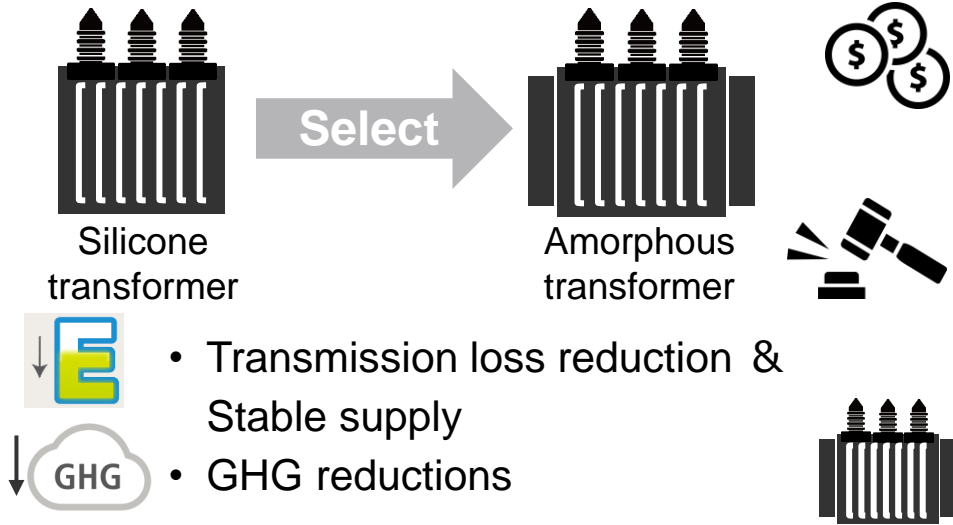 $
$
$
Select
Silicone
transformer
Amorphous
transformer
E
• Transmission loss reduction &
Stable supply
GHG
• GHG reductions